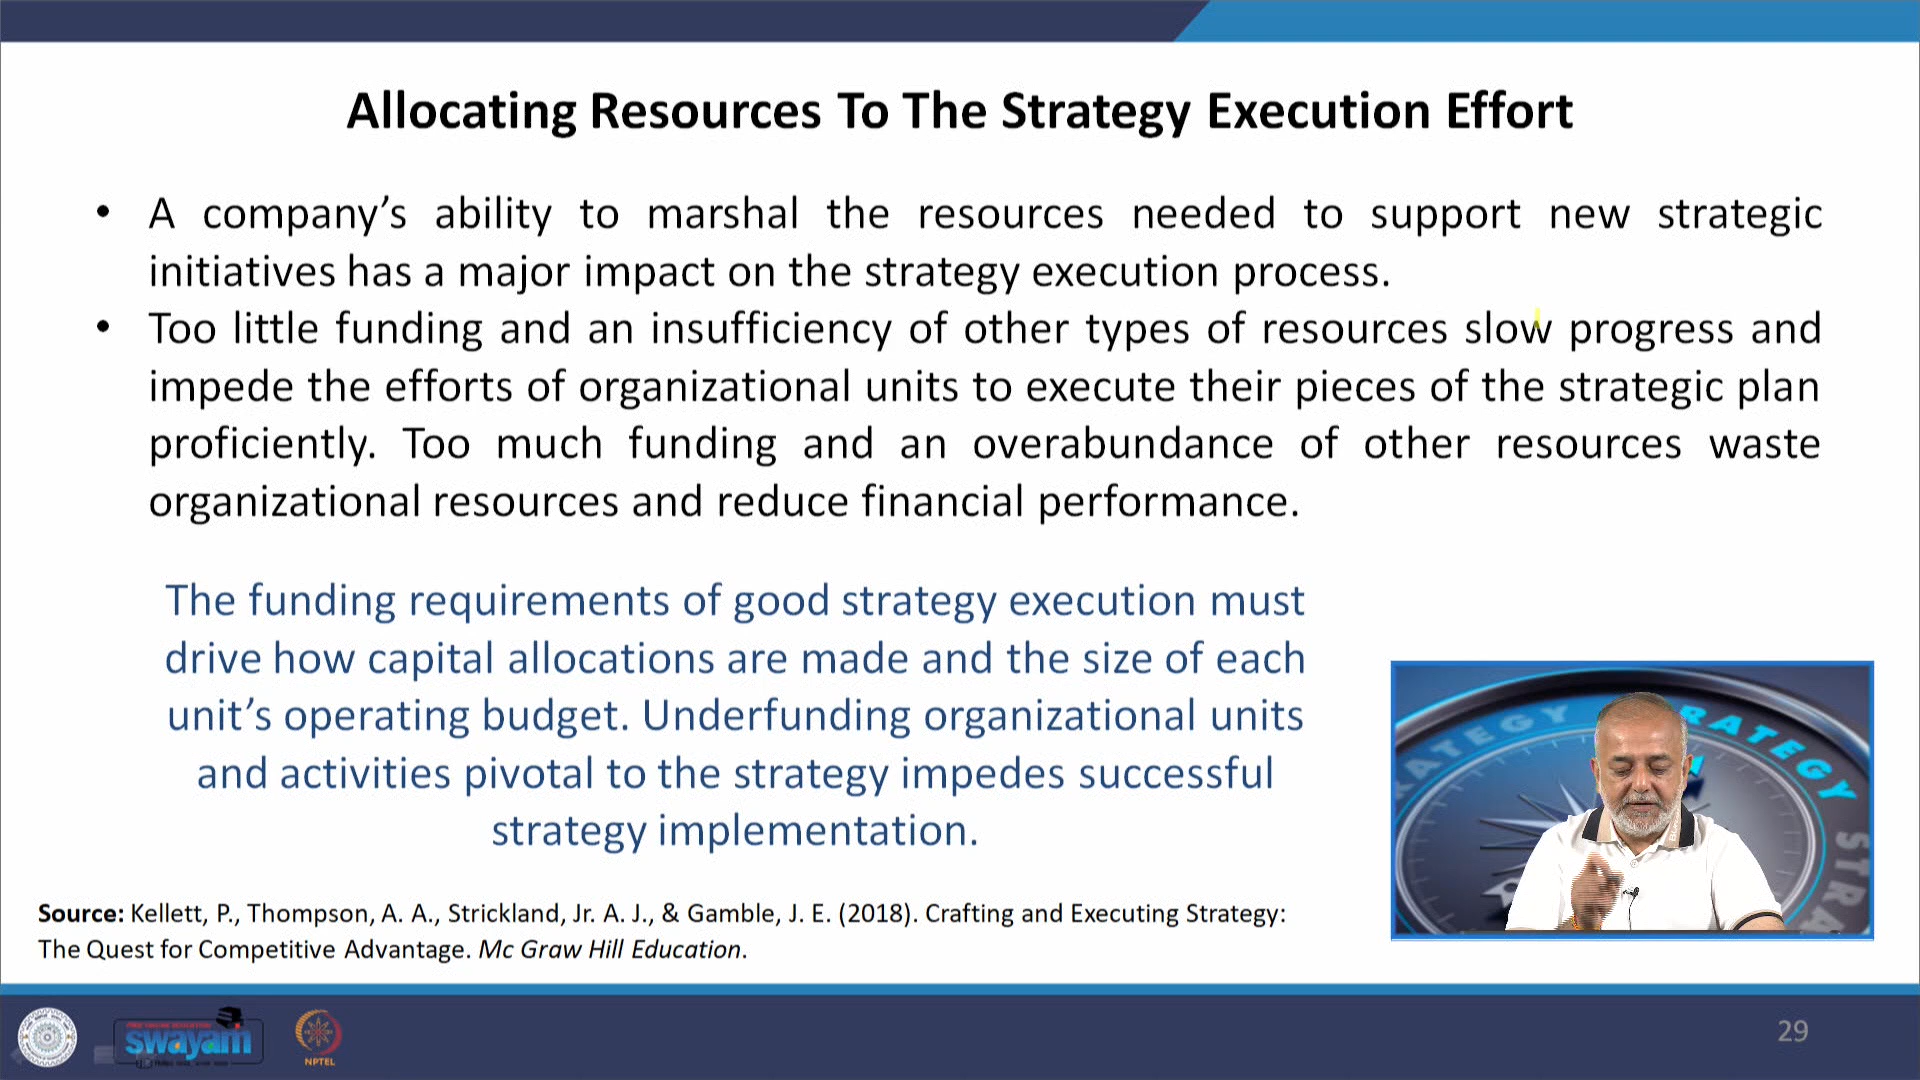 Allocating Resources To The Strategy Execution Effort
• A company’s ability to marshal the resources needed to support new strategic
initiatives has a major impact on the strategy execution process.
• Too little funding and an insufficiency of other types of resources slow progress and
impede the efforts of organizational units to execute their pieces of the strategic plan
proficiently. Too much funding and an overabundance of other resources waste
organizational resources and reduce financial performance.
The funding requirements of good strategy execution must
drive how capital allocations are made and the size of each
unit’s operating budget. Underfunding organizational units
and activities pivotal to the strategy impedes successful
strategy implementation.
STRATEGY
Source: Kellett, P., Thompson, A. A., Strickland, Jr. A. J., & Gamble, J. E. (2018). Crafting and Executing Strategy:
The Quest for Competitive Advantage. Mc Graw Hill Education.
swayam
NPTEL
29